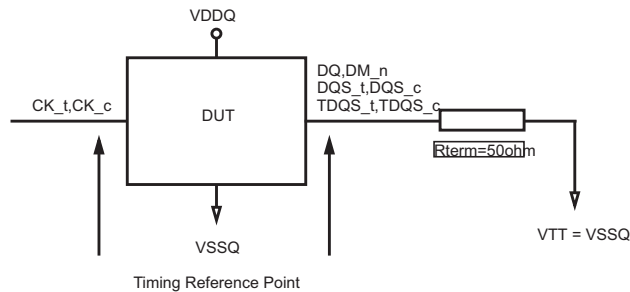 VDDQ
DQ,DM_n
DQS_t,DQS_c
TDQS_t,TDQS_c
CK_t,CK_c
DUT
Rterm=50ohm
VSSQ
VTT = VSSQ
Timing Reference Point